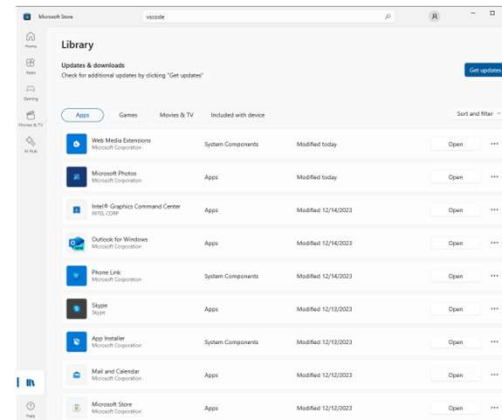 Microsoft Store
vscode
Home
Apps
Gaming
Movies & TV
AI Hub
Library
Updates & downloads
Check for additional updates by clicking "Get updates"
Get updates
Apps
Games
Movies & TV
Included with device
Sort and filter
Web Media Extensions
Microsoft Corporation
System Components
Modified today
Open
Microsoft Photos
Microsoft Corporation
Apps
Modified today
Open
Intel® Graphics Command Center
INTEL CORP
Apps
Modified 12/14/2023
Open
Outlook for Windows
Microsoft Corporation
Apps
Modified 12/14/2023
Open
Phone Link
Microsoft Corporation
System Components
Modified 12/14/2023
Open
Skype
Skype
Apps
Modified 12/13/2023
Open
App Installer
Microsoft Corporation
System Components
Modified 12/13/2023
Open
Mail and Calendar
Microsoft Corporation
Apps
Modified 12/12/2023
Open
Microsoft Store
Microsoft Corporation
Apps
Modified 12/12/2023
Open
Help